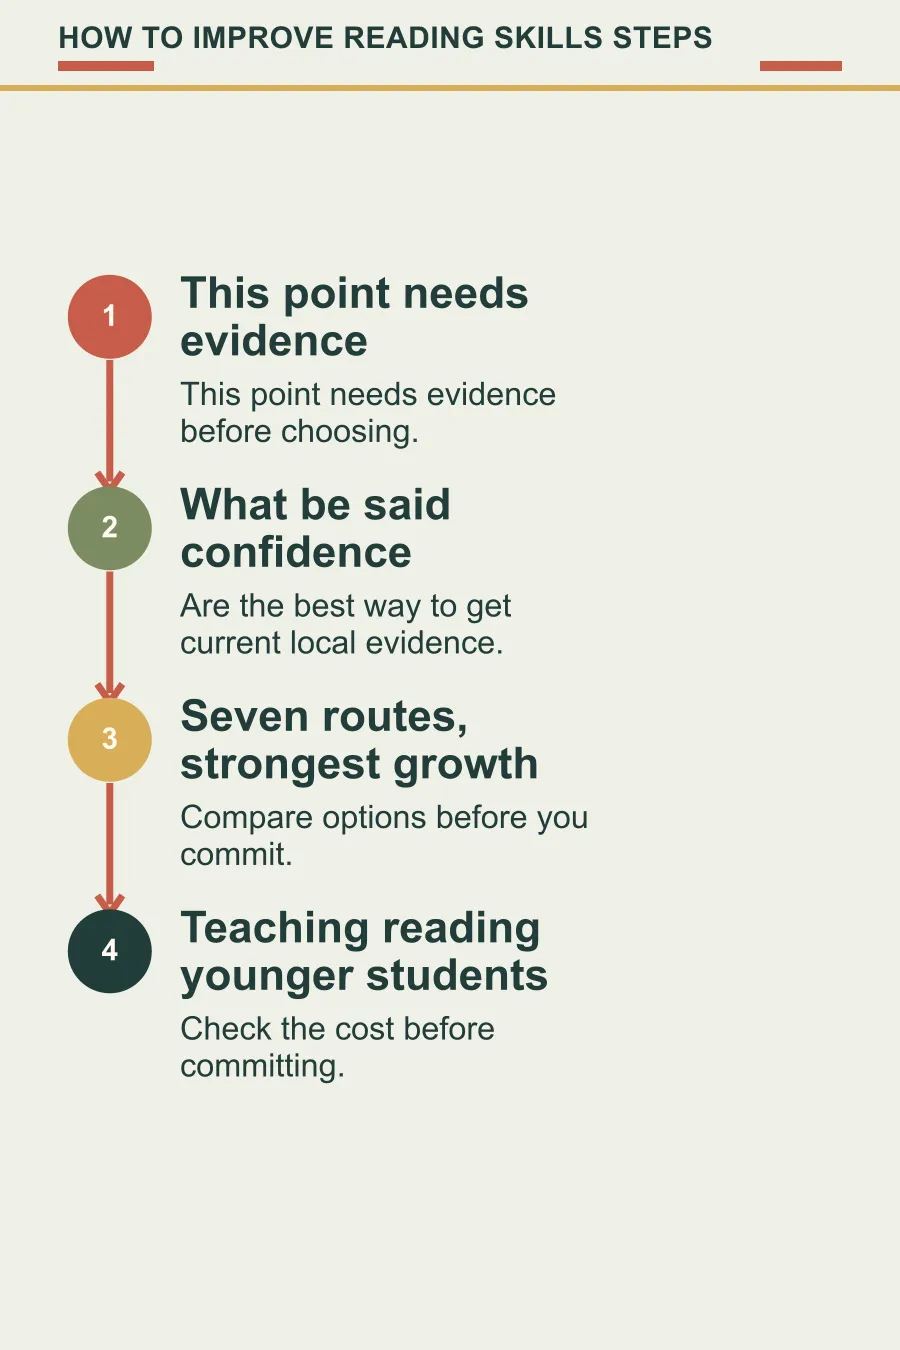 HOW TO IMPROVE READING SKILLS STEPS
1
This point needs
evidence
This point needs evidence
before choosing.
2
What be said
confidence
Are the best way to get
current local evidence.
3
Seven routes,
strongest growth
Compare options before you
commit.
4
Teaching reading
younger students
Check the cost before
committing.